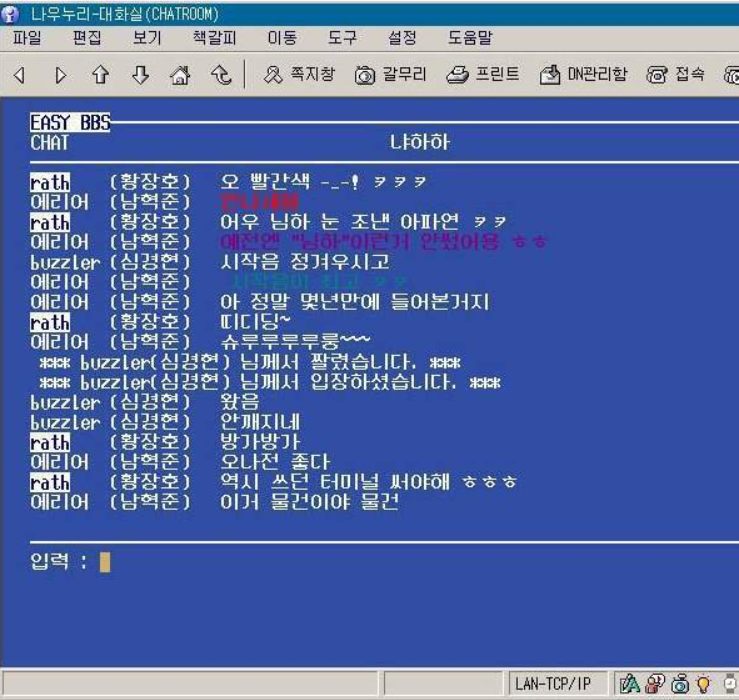 나우누리-대화실(CHATROOM)
파일 편집 보기 책갈피 이동 도구 설정 도움말
쪽지창 갈무리 프린트 DN관리함 접속
EASY BBS
CHAT 냐하하
rath (황장호) 오 빨간색 -_-! ㅋㅋㅋ
에리어 (남혁준)
rath (황장호) 어우 님하 눈 조낸 아파연 ㅋㅋ
에리어 (남혁준) 예전엔 "님하"이런거 안썼어용 ㅎㅎ
buzzler (심경현) 시작음 정겨우시고
에리어 (남혁준) 시작음이 최고 ㅋㅋ
에리어 (남혁준) 아 정말 몇년만에 들어본거지
rath (황장호) 띠디딩~
에리어 (남혁준) 슈루루루루룽~~~
*** buzzler(심경현) 님께서 팔렸습니다. ***
*** buzzler(심경현) 님께서 입장하셨습니다. ***
buzzler (심경현) 왔음
buzzler (심경현) 안깨지네
rath (황장호) 방가방가
에리어 (남혁준) 오나전 좋다
rath (황장호) 역시 쓰던 터미널 써야해 ㅎㅎㅎ
에리어 (남혁준) 이거 물건이야 물건
입력 :
LAN-TCP/IP